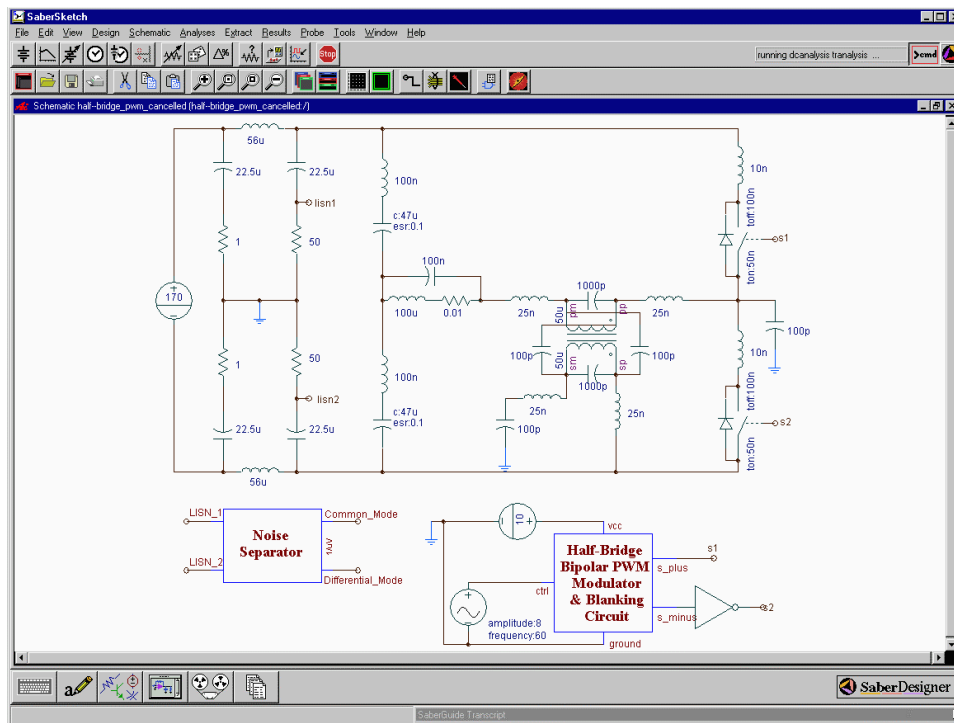 SaberSketch
File Edit View Design Schematic Analyses Extract Results Probe Tools Window Help
Stop
running dcanalysis tranalysis ...
>cmd
Schematic half--bridge_pwm_cancelled (half-bridge_pwm_cancelled:/)
56u
22.5u
22.5u
100n
10n
lisn1
toff:100n
c:47u
esr:0.1
1
50
s1
100n
ton:50n
170
1000p
100u
0.01
25n
50u
pm
pp
25n
100p
50
100p
50u
sm
sp
100p
10n
1
100n
1000p
toff:100n
lisn2
25n
25n
22.5u
22.5u
c:47u
esr:0.1
100p
s2
ton:50n
56u
LISN_1
Common_Mode
Noise
Separator
1/uV
LISN_2
Differential_Mode
10
vcc
Half-Bridge
Bipolar PWM
Modulator
& Blanking
Circuit
s1
s_plus
ctrl
s_minus
s2
amplitude:8
frequency:60
ground
a
SaberDesigner
SaberGuide Transcript